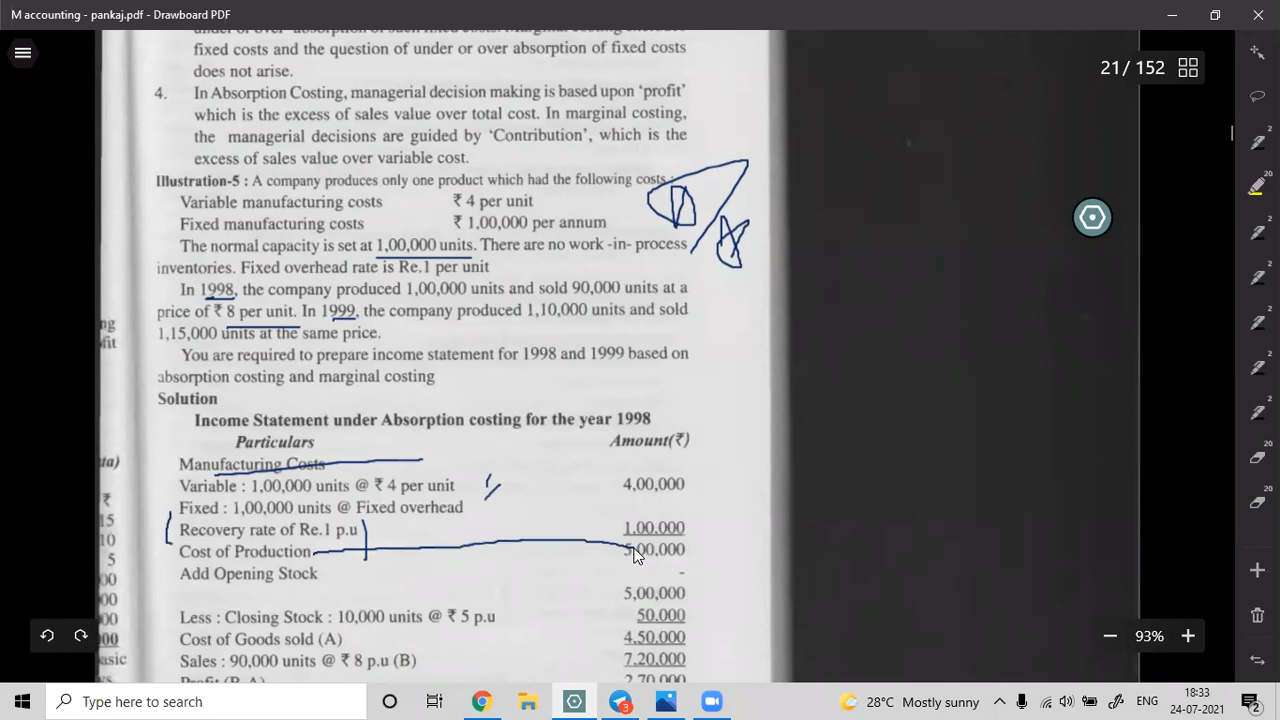 M accounting - pankaj.pdf - Drawboard PDF
21 / 152
fixed costs and the question of under or over absorption of fixed costs
does not arise.
4. In Absorption Costing, managerial decision making is based upon ‘profit’
which is the excess of sales value over total cost. In marginal costing,
the managerial decisions are guided by ‘Contribution’, which is the
excess of sales value over variable cost.
Illustration-5 : A company produces only one product which had the following costs :
Variable manufacturing costs ₹ 4 per unit
Fixed manufacturing costs ₹ 1,00,000 per annum
The normal capacity is set at 1,00,000 units. There are no work -in- process
inventories. Fixed overhead rate is Re.1 per unit
In 1998, the company produced 1,00,000 units and sold 90,000 units at a
price of ₹ 8 per unit. In 1999, the company produced 1,10,000 units and sold
1,15,000 units at the same price.
You are required to prepare income statement for 1998 and 1999 based on
absorption costing and marginal costing
Solution
Income Statement under Absorption costing for the year 1998
Particulars Amount(₹)
Manufacturing Costs
Variable : 1,00,000 units @ ₹ 4 per unit 4,00,000
Fixed : 1,00,000 units @ Fixed overhead
Recovery rate of Re.1 p.u 1,00,000
Cost of Production 5,00,000
Add Opening Stock -
5,00,000
Less : Closing Stock : 10,000 units @ ₹ 5 p.u 50,000
Cost of Goods sold (A) 4,50,000
Sales : 90,000 units @ ₹ 8 p.u (B) 7,20,000
2,70,000
93%
Type here to search
28°C Mostly sunny
ENG
18:33
24-07-2021